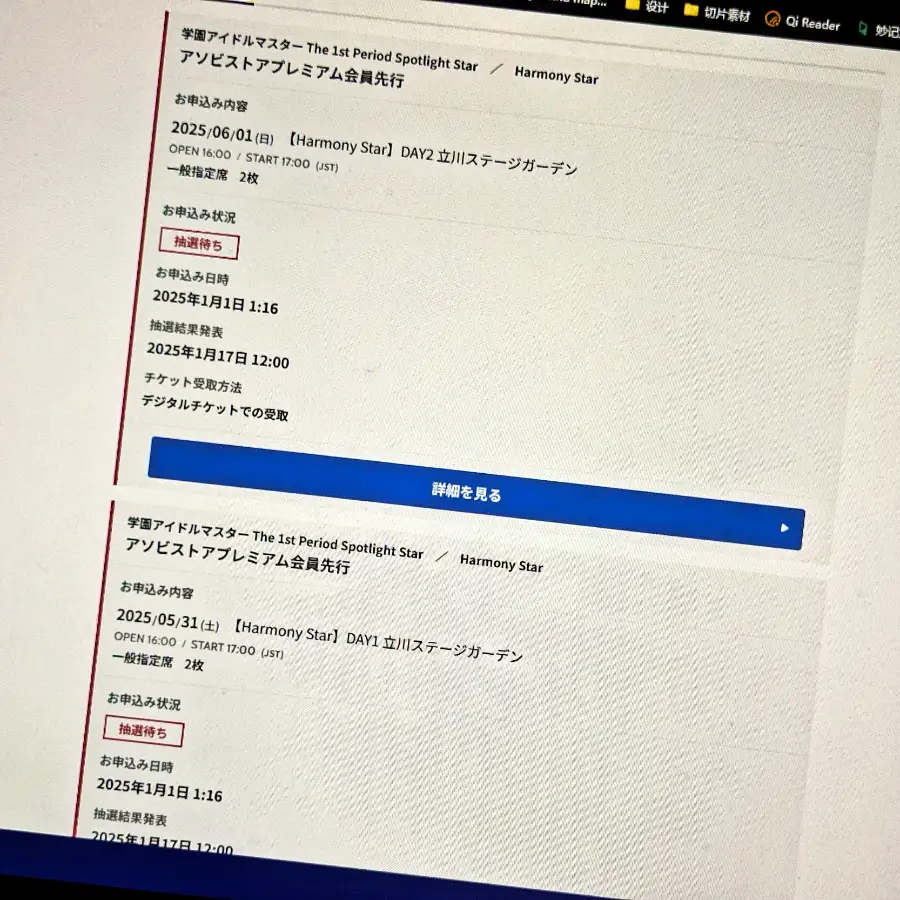 设计
切片素材
Qi Reader
妙记
学園アイドルマスター The 1st Period Spotlight Star ／ Harmony Star
アソビストアプレミアム会員先行
お申込み内容
2025/06/01(日) 【Harmony Star】DAY2 立川ステージガーデン
OPEN 16:00 / START 17:00 (JST)
一般指定席 2枚
お申込み状況
抽選待ち
お申込み日時
2025年1月1日 1:16
抽選結果発表
2025年1月17日 12:00
チケット受取方法
デジタルチケットでの受取
詳細を見る
学園アイドルマスター The 1st Period Spotlight Star ／ Harmony Star
アソビストアプレミアム会員先行
お申込み内容
2025/05/31(土) 【Harmony Star】DAY1 立川ステージガーデン
OPEN 16:00 / START 17:00 (JST)
一般指定席 2枚
お申込み状況
抽選待ち
お申込み日時
2025年1月1日 1:16
抽選結果発表
2025年1月17日 12:00